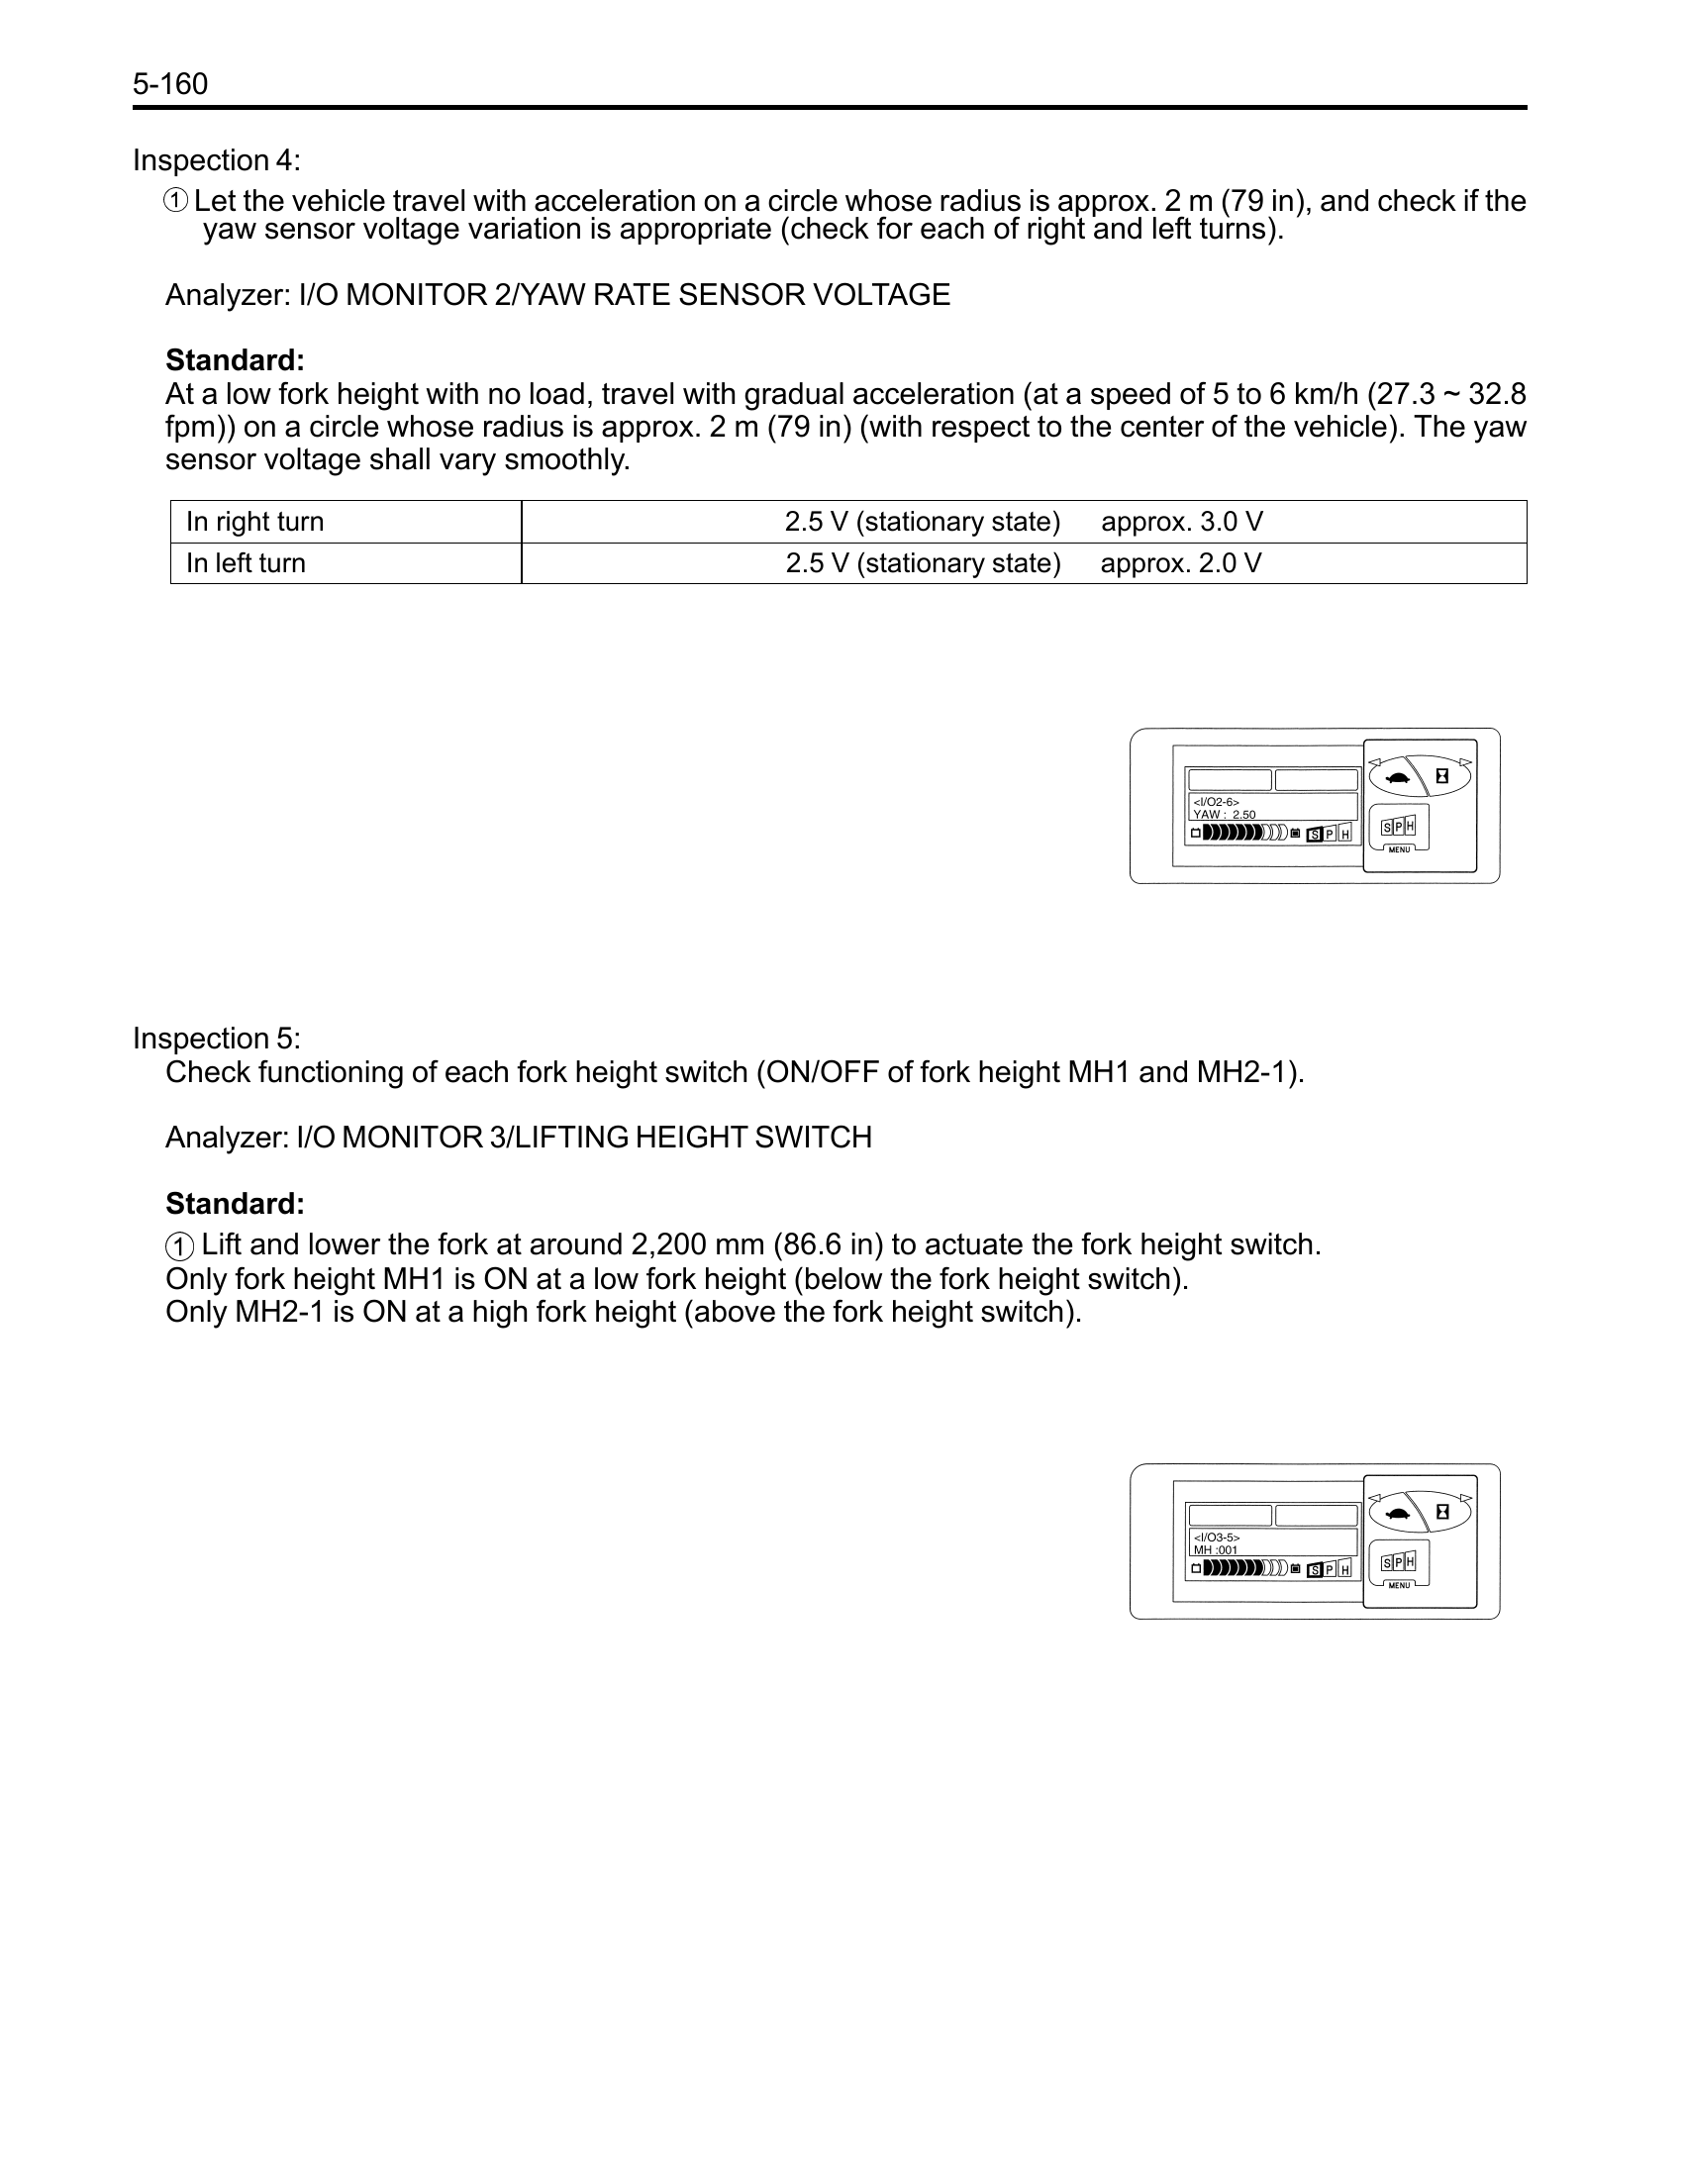 5-160
Inspection 4:
① Let the vehicle travel with acceleration on a circle whose radius is approx. 2 m (79 in), and check if the
yaw sensor voltage variation is appropriate (check for each of right and left turns).
Analyzer: I/O MONITOR 2/YAW RATE SENSOR VOLTAGE
Standard:
At a low fork height with no load, travel with gradual acceleration (at a speed of 5 to 6 km/h (27.3 ~ 32.8
fpm)) on a circle whose radius is approx. 2 m (79 in) (with respect to the center of the vehicle). The yaw
sensor voltage shall vary smoothly.
In right turn 2.5 V (stationary state) approx. 3.0 V
In left turn 2.5 V (stationary state) approx. 2.0 V
<I/O2-6>
YAW : 2.50
S P H
S P H
MENU
Inspection 5:
Check functioning of each fork height switch (ON/OFF of fork height MH1 and MH2-1).
Analyzer: I/O MONITOR 3/LIFTING HEIGHT SWITCH
Standard:
① Lift and lower the fork at around 2,200 mm (86.6 in) to actuate the fork height switch.
Only fork height MH1 is ON at a low fork height (below the fork height switch).
Only MH2-1 is ON at a high fork height (above the fork height switch).
<I/O3-5>
MH :001
S P H
S P H
MENU